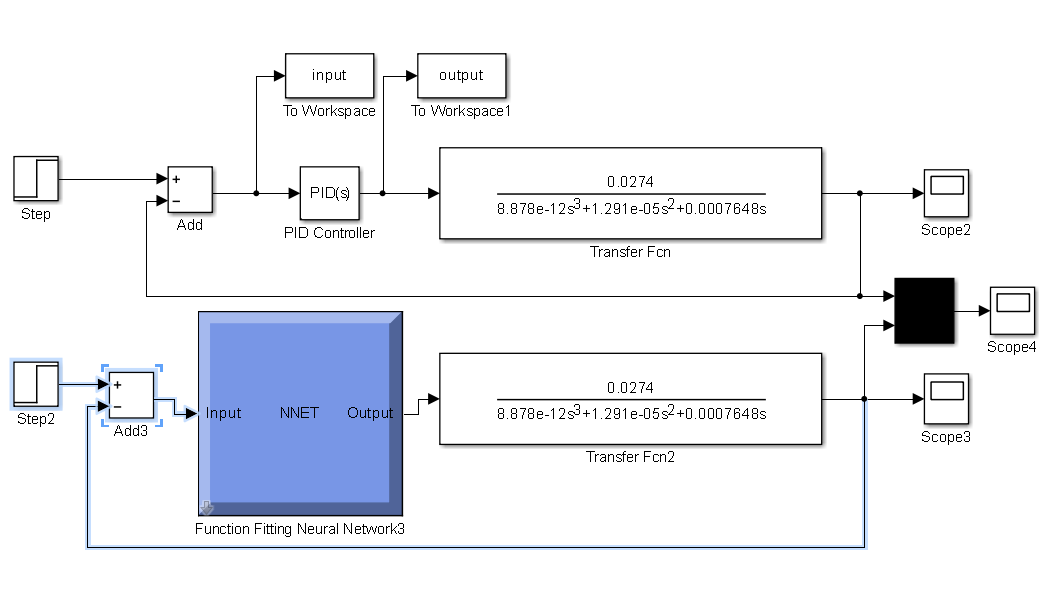 input
output
To Workspace
To Workspace1
Step
+
−
Add
PID(s)
PID Controller
0.0274
8.878e-12s3+1.291e-05s2+0.0007648s
Transfer Fcn
Scope2
Scope4
Step2
+
−
Add3
Input NNET Output
Function Fitting Neural Network3
0.0274
8.878e-12s3+1.291e-05s2+0.0007648s
Transfer Fcn2
Scope3